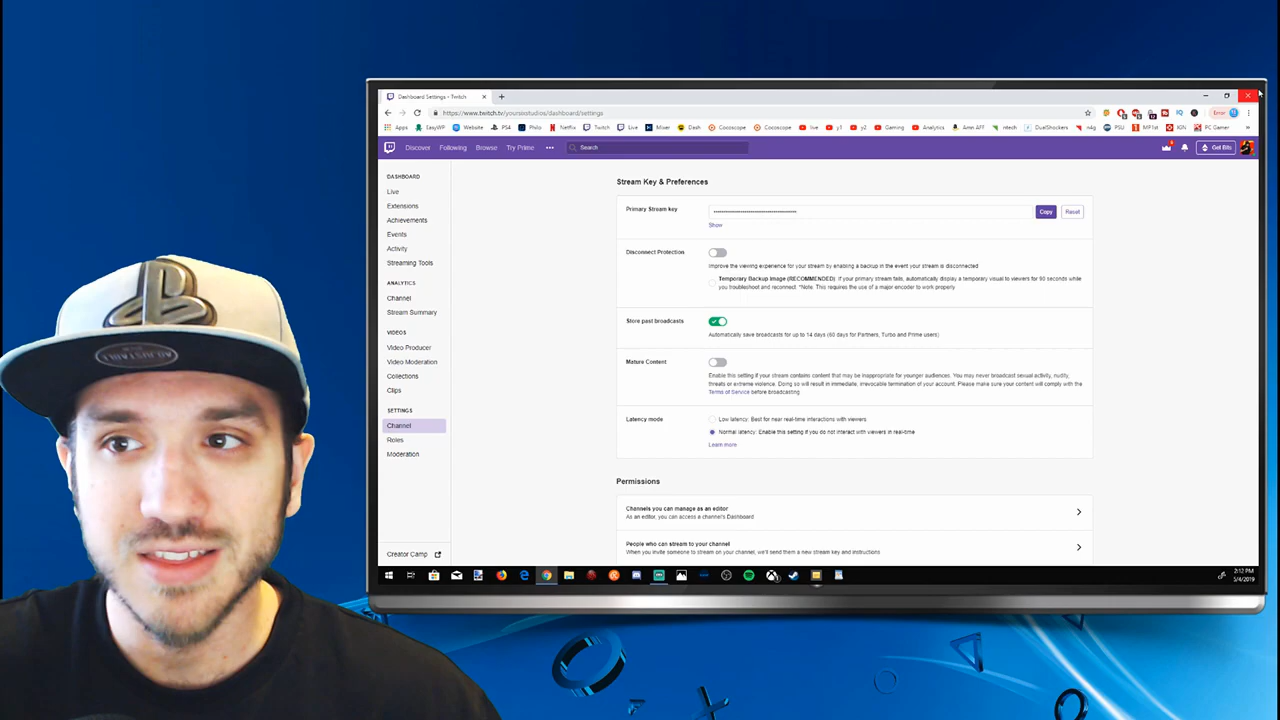 Dashboard Settings - Twitch
https://www.twitch.tv/yoursixstudios/dashboard/settings
Error
Apps EasyWP Website PS4 Philo Netflix Twitch Live Mixer Dash Cocoscope Cocoscope live y1 y2 Gaming Analytics Amn AFF ntech DualShockers n4g PSU MP1st IGN PC Gamer
Discover Following Browse Try Prime Search Get Bits
DASHBOARD
Live
Extensions
Achievements
Events
Activity
Streaming Tools
ANALYTICS
Channel
Stream Summary
VIDEOS
Video Producer
Video Moderation
Collections
Clips
SETTINGS
Channel
Roles
Moderation
Creator Camp
Stream Key & Preferences
Primary Stream key
Copy Reset
Show
Disconnect Protection
Improve the viewing experience for your stream by enabling a backup in the event your stream is disconnected
Temporary Backup Image (RECOMMENDED): If your primary stream fails, automatically display a temporary visual to viewers for 90 seconds while
you troubleshoot and reconnect. *Note: This requires the use of a major encoder to work properly
Store past broadcasts
Automatically save broadcasts for up to 14 days (60 days for Partners, Turbo and Prime users)
Mature Content
Enable this setting if your stream contains content that may be inappropriate for younger audiences. You may never broadcast sexual activity, nudity,
threats or extreme violence. Doing so will result in immediate, irrevocable termination of your account. Please make sure your content will comply with the
Terms of Service before broadcasting
Latency mode
Low latency: Best for near real-time interactions with viewers
Normal latency: Enable this setting if you do not interact with viewers in real-time
Learn more
Permissions
Channels you can manage as an editor
As an editor, you can access a channel's Dashboard
People who can stream to your channel
When you invite someone to stream on your channel, we'll send them a new stream key and instructions
2:12 PM
5/4/2019
ADJUSTABLE